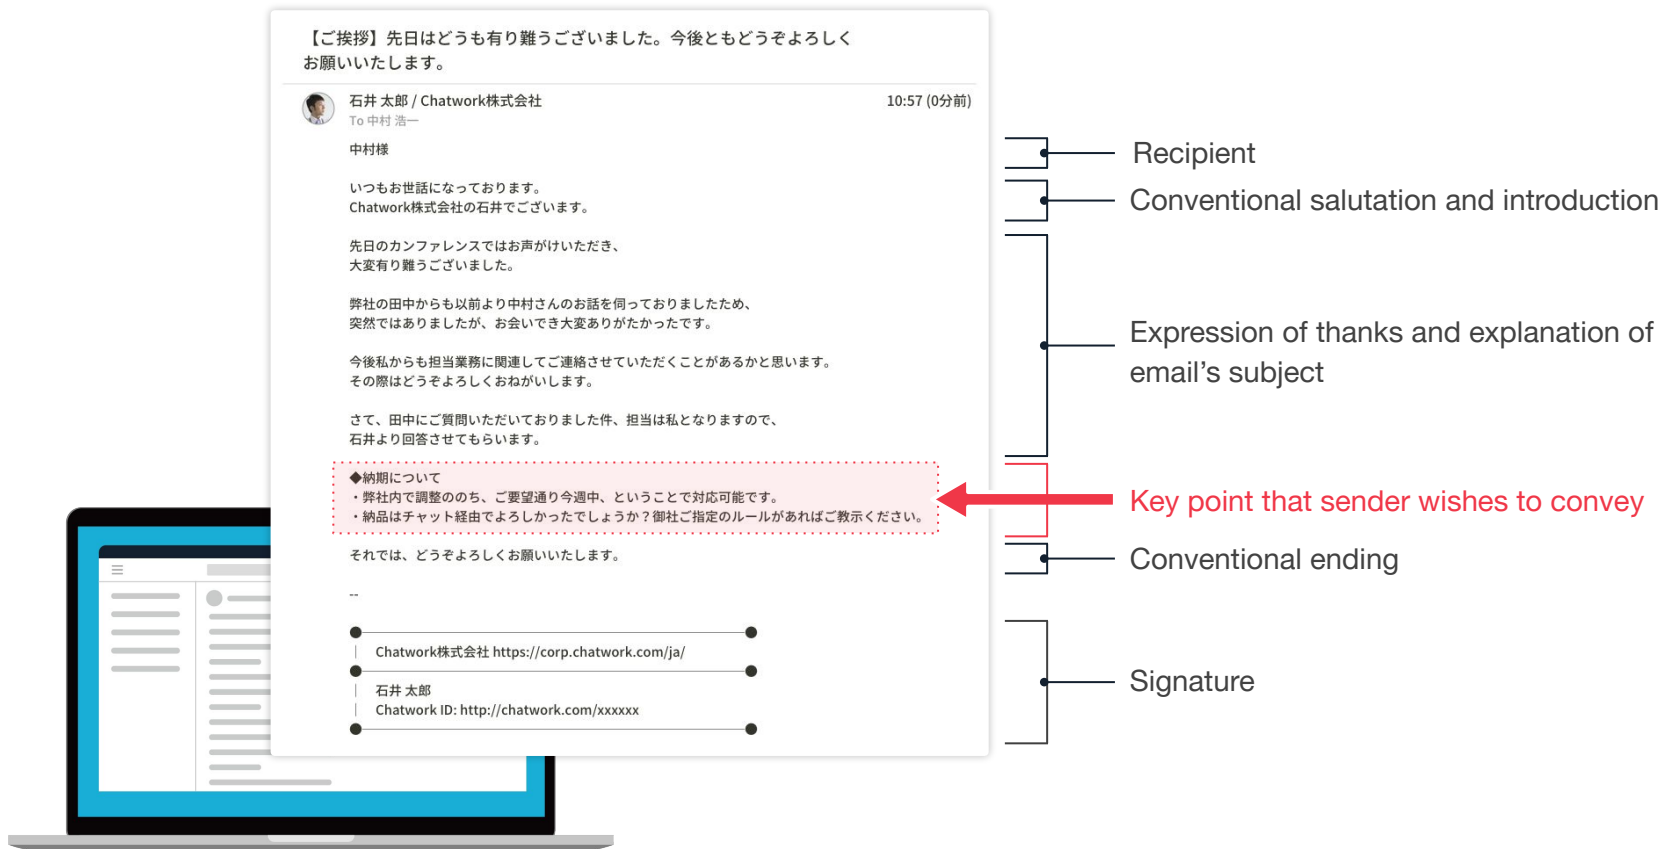 【ご挨拶】先日はどうも有り難うございました。今後ともどうぞよろしく
お願いいたします。
石井 太郎 / Chatwork株式会社
10:57 (0分前)
To 中村 浩一
中村様
いつもお世話になっております。
Chatwork株式会社の石井でございます。
先日のカンファレンスではお声がけいただき、
大変有り難うございました。
弊社の田中からも以前より中村さんのお話を伺っておりましたため、
突然ではありましたが、お会いでき大変ありがたかったです。
今後私からも担当業務に関連してご連絡させていただくことがあるかと思います。
その際はどうぞよろしくおねがいします。
さて、田中にご質問いただいておりました件、担当は私となりますので、
石井より回答させてもらいます。
◆納期について
・弊社内で調整ののち、ご要望通り今週中、ということで対応可能です。
・納品はチャット経由でよろしかったでしょうか？御社ご指定のルールがあればご教示ください。
それでは、どうぞよろしくお願いいたします。
--
Chatwork株式会社 https://corp.chatwork.com/ja/
石井 太郎
Chatwork ID: http://chatwork.com/xxxxxx
Recipient
Conventional salutation and introduction
Expression of thanks and explanation of
email’s subject
Key point that sender wishes to convey
Conventional ending
Signature